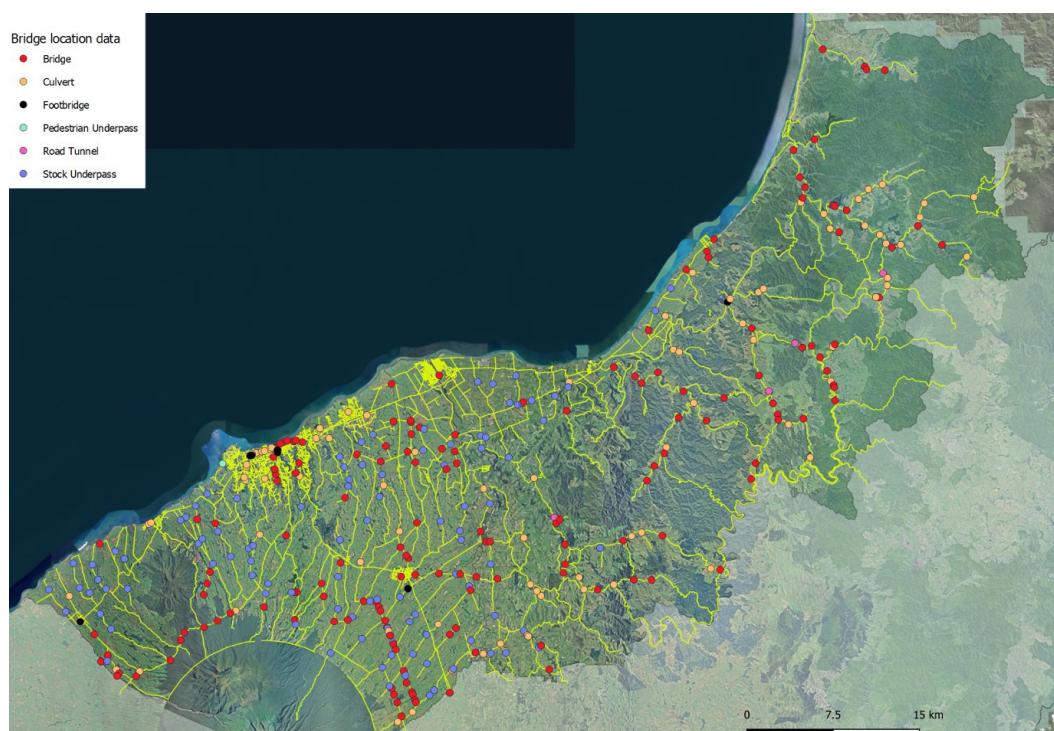 Bridge location data
Bridge
Culvert
Footbridge
Pedestrian Underpass
Road Tunnel
Stock Underpass
0 7.5 15 km